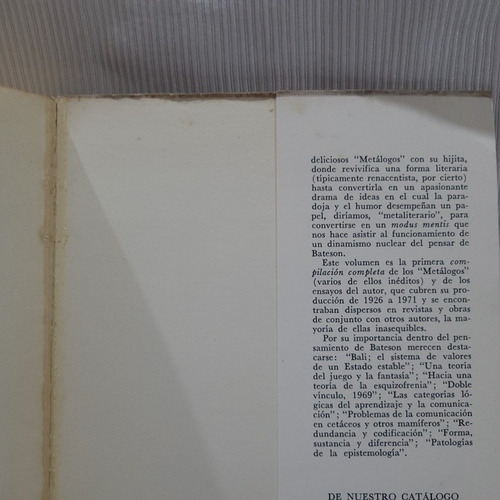 deliciosos "Metálogos" con su hijita,
donde revivifica una forma literaria
(típicamente renacentista, por cierto)
hasta convertirla en un apasionante
drama de ideas en el cual la para-
doja y el humor desempeñan un pa-
pel, diríamos, "metaliterario", para
convertirse en un modus mentis que
nos hace asistir al funcionamiento de
un dinamismo nuclear del pensar de
Bateson.
Este volumen es la primera com-
pilación completa de los "Metálogos"
(varios de ellos inéditos) y de los
ensayos del autor, que cubren su pro-
ducción de 1926 a 1971 y se encon-
traban dispersos en revistas y obras
de conjunto con otros autores, la ma-
yoría de ellas inasequibles.
Por su importancia dentro del pen-
samiento de Bateson merecen desta-
carse: "Bali; el sistema de valores
de un Estado estable"; "Una teoría
del juego y la fantasía"; "Hacia una
teoría de la esquizofrenia"; "Doble
vínculo, 1969"; "Las categorías ló-
gicas del aprendizaje y la comunica-
ción"; "Problemas de la comunicación
en cetáceos y otros mamíferos"; "Re-
dundancia y codificación"; "Forma,
sustancia y diferencia"; "Patologías
de la epistemología".
DE NUESTRO CATÁLOGO